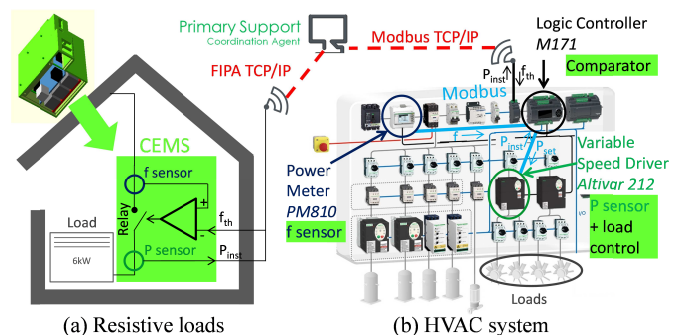 Primary Support
Coordination Agent
Modbus TCP/IP
FIPA TCP/IP
Logic Controller
M171
Comparator
Pinst
fth
Modbus
CEMS
f sensor
Relay
+
-
fth
P sensor
Pinst
Load
6kW
f
Pinst
Pset
Power
Meter
PM810
f sensor
Variable
Speed Driver
Altivar 212
P sensor
+ load
control
I/O
Loads
(a) Resistive loads
(b) HVAC system